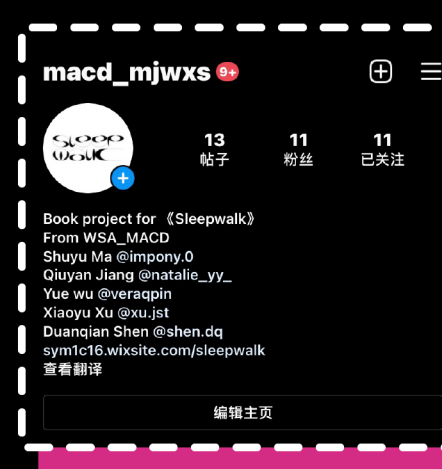 macd_mjwxs 9+
Sleep
Walk
13 11 11
帖子 粉丝 已关注
Book project for 《Sleepwalk》
From WSA_MACD
Shuyu Ma @impony.0
Qiuyan Jiang @natalie_yy_
Yue wu @veraqpin
Xiaoyu Xu @xu.jst
Duanqian Shen @shen.dq
sym1c16.wixsite.com/sleepwalk
查看翻译
编辑主页